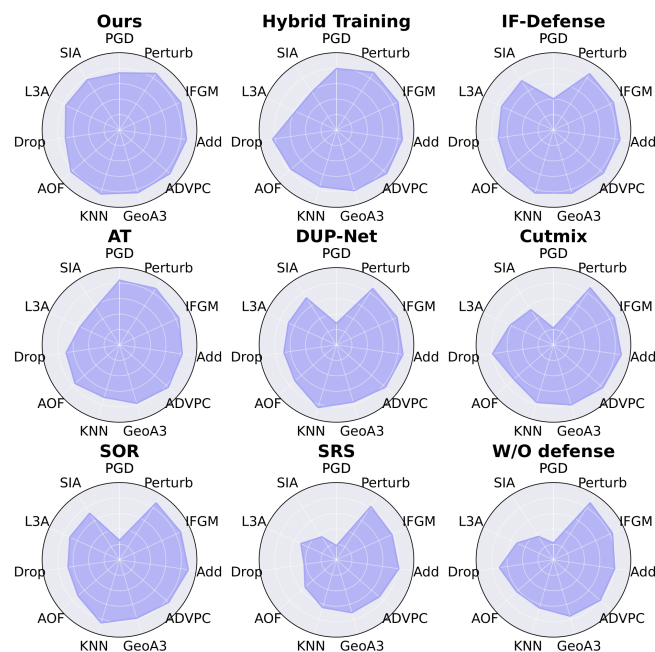 Ours Hybrid Training IF-Defense
PGD PGD PGD
SIA Perturb SIA Perturb SIA Perturb
L3A IFGM L3A IFGM L3A IFGM
Drop Add Drop Add Drop Add
AOF ADVPC AOF ADVPC AOF ADVPC
KNN GeoA3 KNN GeoA3 KNN GeoA3
AT DUP-Net Cutmix
PGD PGD PGD
SIA Perturb SIA Perturb SIA Perturb
L3A IFGM L3A IFGM L3A IFGM
Drop Add Drop Add Drop Add
AOF ADVPC AOF ADVPC AOF ADVPC
KNN GeoA3 KNN GeoA3 KNN GeoA3
SOR SRS W/O defense
PGD PGD PGD
SIA Perturb SIA Perturb SIA Perturb
L3A IFGM L3A IFGM L3A IFGM
Drop Add Drop Add Drop Add
AOF ADVPC AOF ADVPC AOF ADVPC
KNN GeoA3 KNN GeoA3 KNN GeoA3